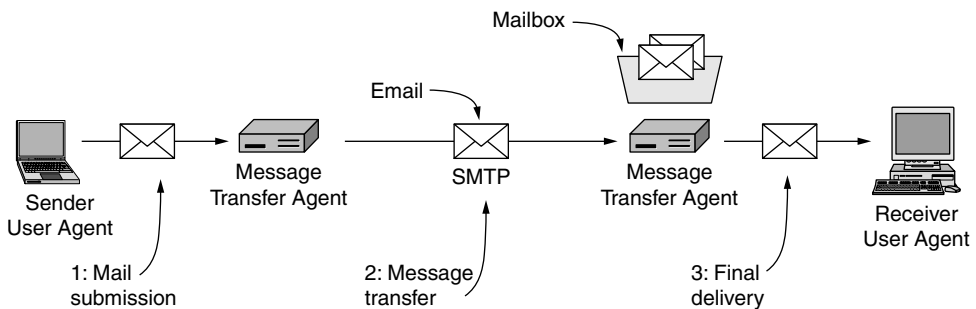 Mailbox
Email
Message
Transfer Agent
SMTP
Message
Transfer Agent
Sender
User Agent
Receiver
User Agent
1: Mail
submission
2: Message
transfer
3: Final
delivery